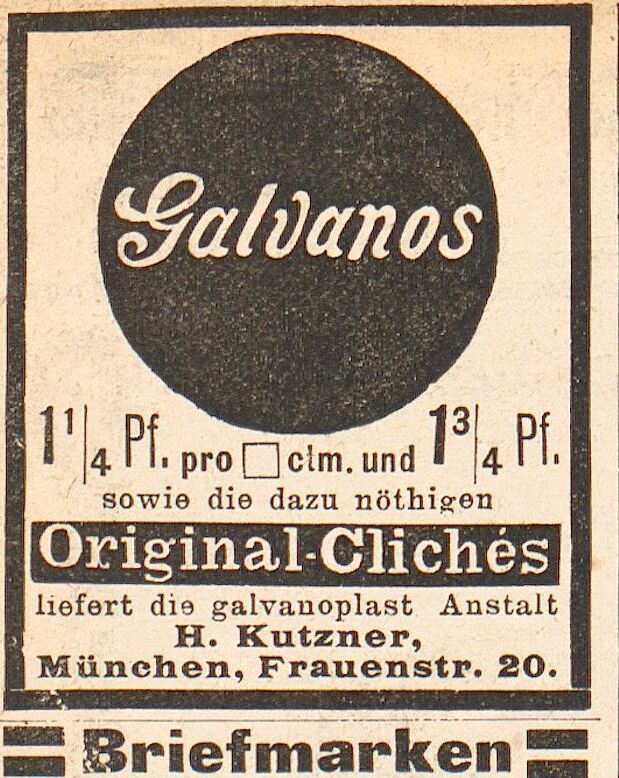 Galvanos
1 1/4 Pf. pro □ ctm. und 1 3/4 Pf.
sowie die dazu nöthigen
Original-Clichés
liefert die galvanoplast Anstalt
H. Kutzner,
München, Frauenstr. 20.
Briefmarken